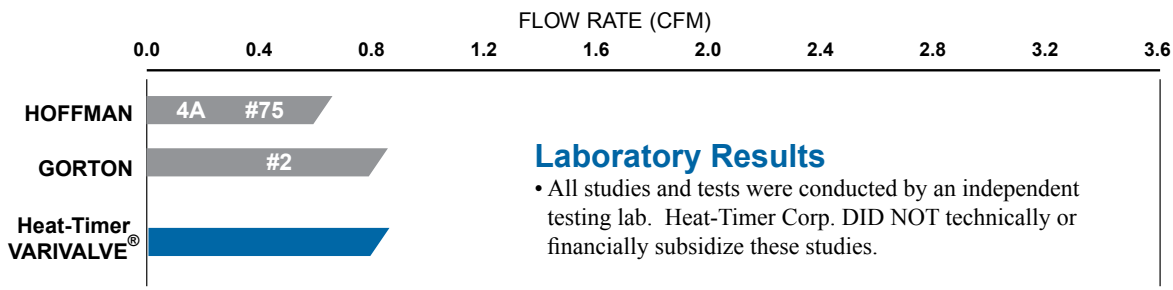 FLOW RATE (CFM)
0.0 0.4 0.8 1.2 1.6 2.0 2.4 2.8 3.2 3.6
HOFFMAN 4A #75
GORTON #2
Heat-Timer
VARIVALVE®
Laboratory Results
• All studies and tests were conducted by an independent
testing lab.  Heat-Timer Corp. DID NOT technically or
financially subsidize these studies.